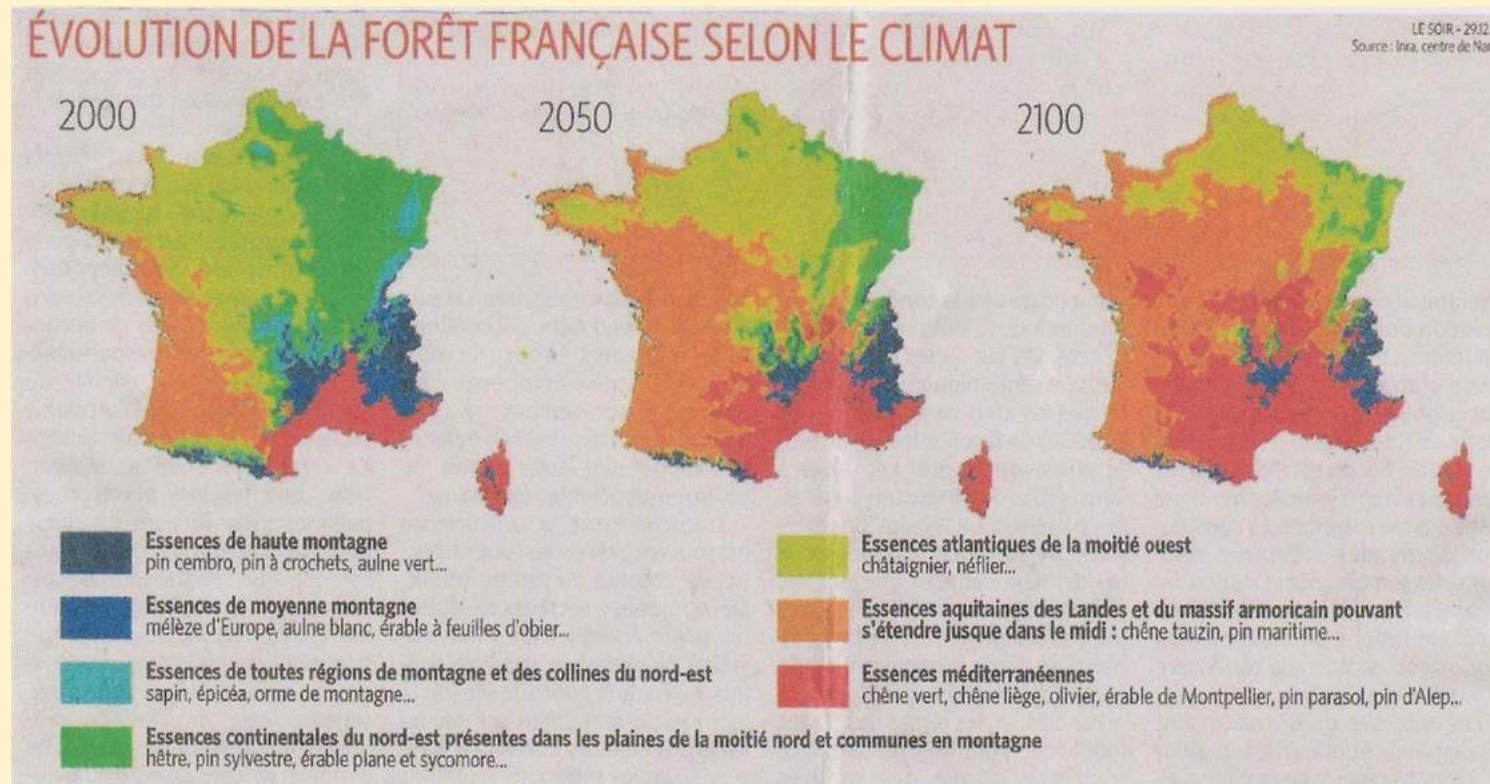 ÉVOLUTION DE LA FORÊT FRANÇAISE SELON LE CLIMAT
LE SOIR - 29.12
Source : Inra, centre de
2000
2050
2100
Essences de haute montagne
pin cembro, pin à crochets, aulne vert...
Essences de moyenne montagne
mélèze d'Europe, aulne blanc, érable à feuilles d'obier...
Essences de toutes régions de montagne et des collines du nord-est
sapin, épicéa, orme de montagne...
Essences continentales du nord-est présentes dans les plaines de la moitié nord et communes en montagne
hêtre, pin sylvestre, érable plane et sycomore...
Essences atlantiques de la moitié ouest
châtaignier, néflier...
Essences aquitaines des Landes et du massif armoricain pouvant
s'étendre jusque dans le midi : chêne tauzin, pin maritime...
Essences méditerranéennes
chêne vert, chêne liège, olivier, érable de Montpellier, pin parasol, pin d'Alep...